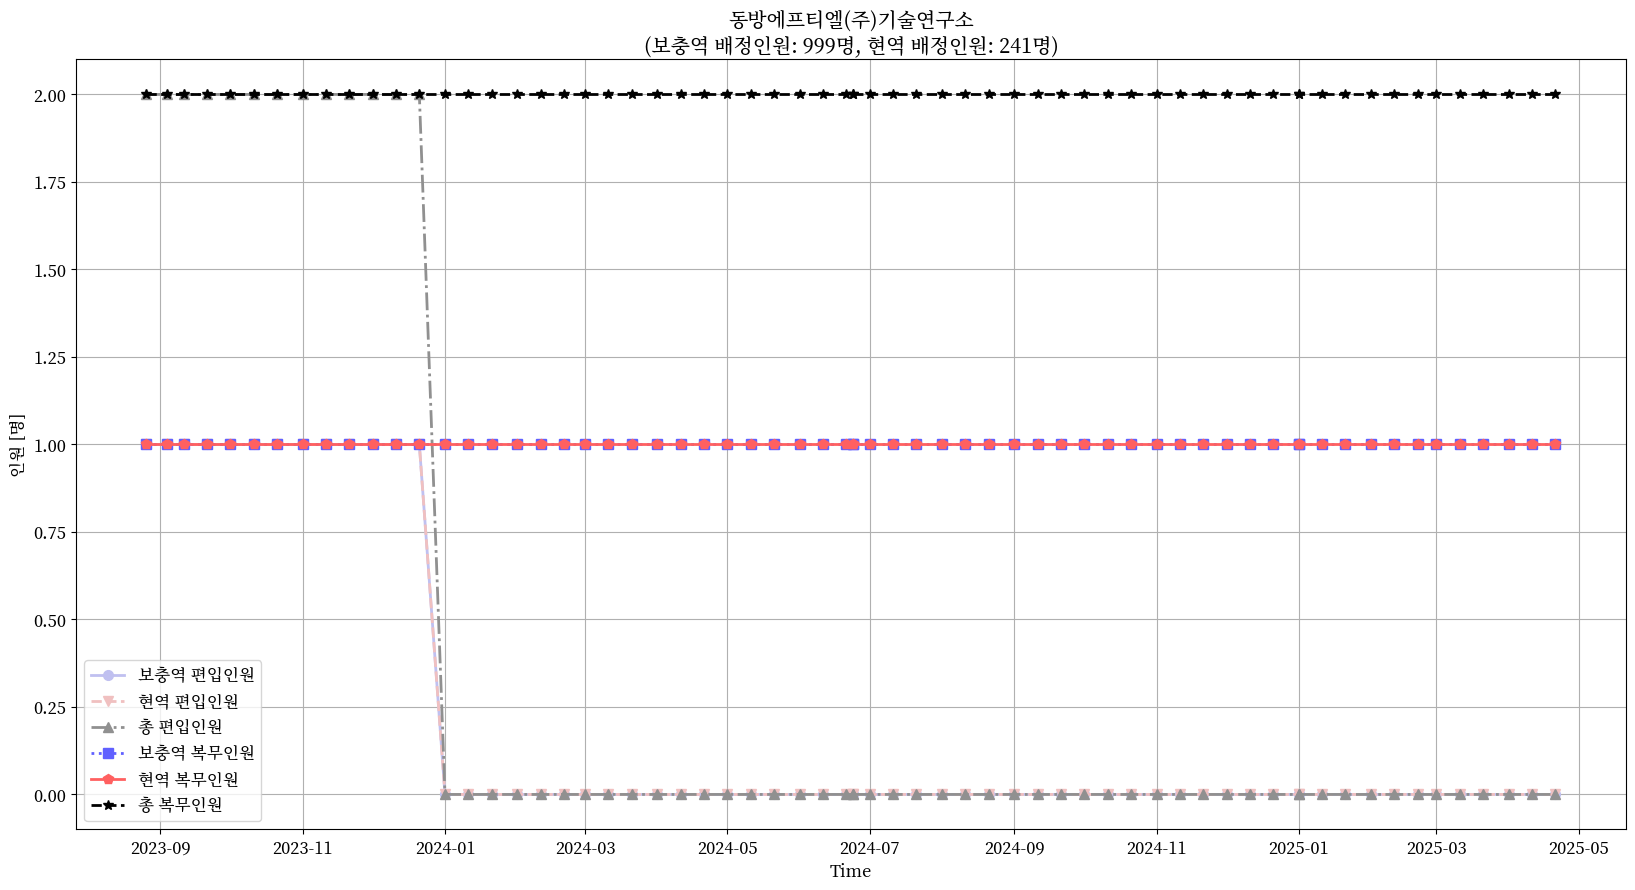 동방에프티엘(주)기술연구소
(보충역 배정인원: 999명, 현역 배정인원: 241명)
인원 [명]
2.00
1.75
1.50
1.25
1.00
0.75
0.50
0.25
0.00
보충역 편입인원
현역 편입인원
총 편입인원
보충역 복무인원
현역 복무인원
총 복무인원
2023-09
2023-11
2024-01
2024-03
2024-05
2024-07
2024-09
2024-11
2025-01
2025-03
2025-05
Time